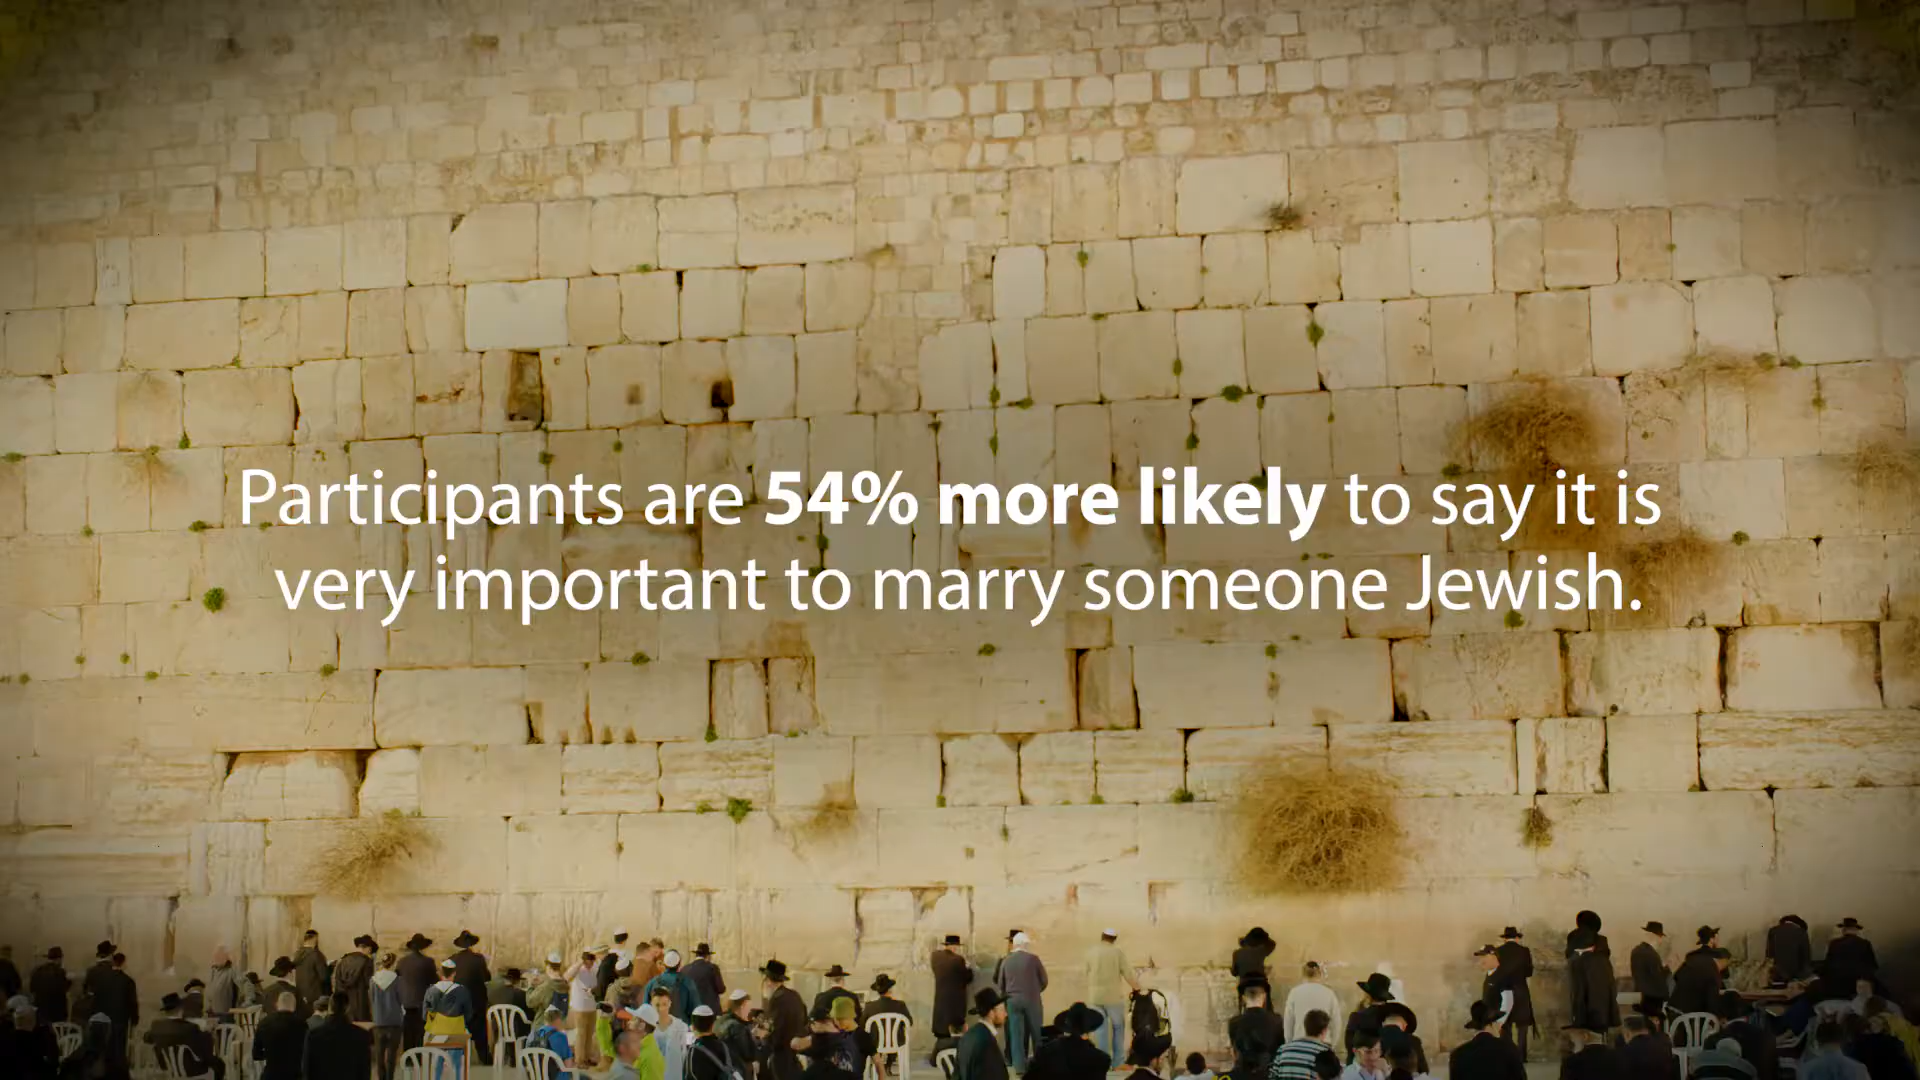 Participants are 54% more likely to say it is
very important to marry someone Jewish.